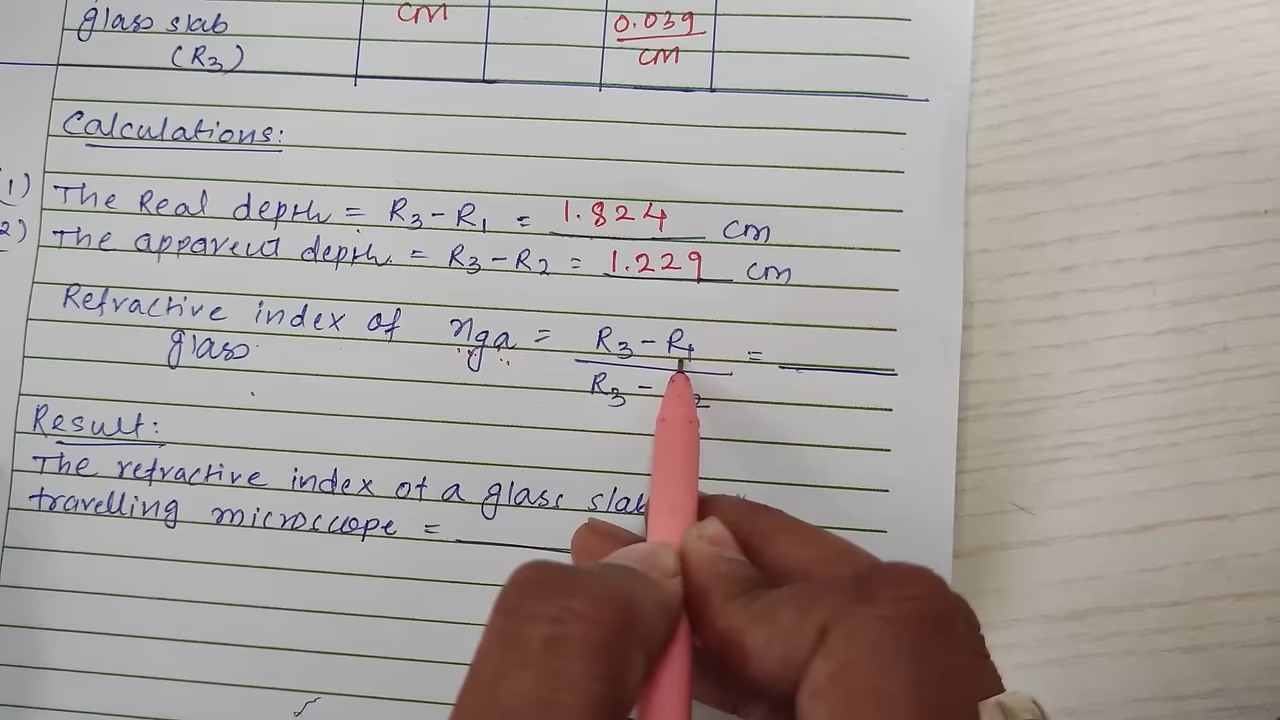 glass slab cm 0.039
(R3) cm
Calculations:
1) The Real depth = R3-R1 = 1.824 cm
2) The apparent depth = R3-R2 = 1.229 cm
Refractive index of nga = R3-R1 = 
glass R3- 2
Result:
The refractive index of a glass slab
travelling microscope =